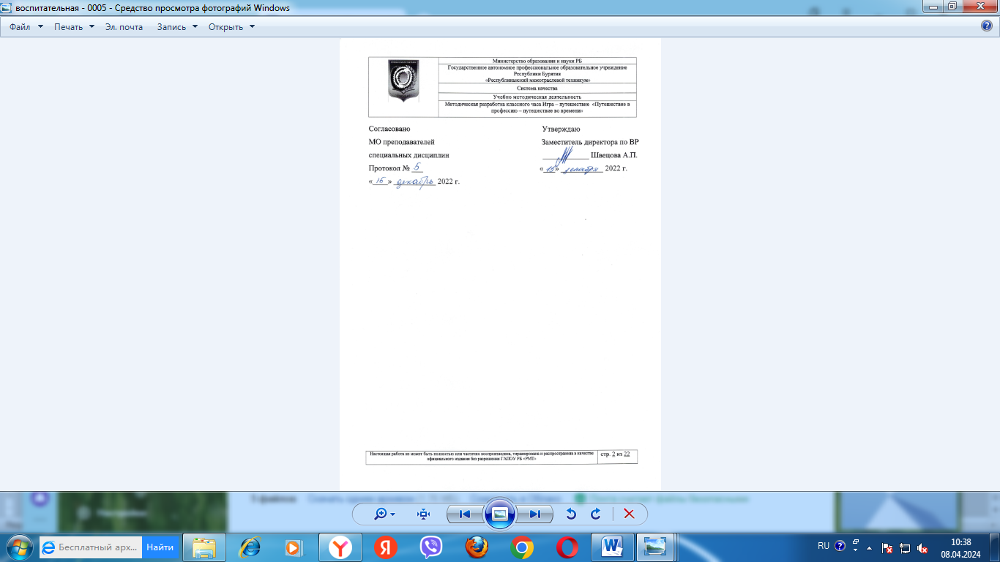 воспитательная - 0005 - Средство просмотра фотографий Windows
Файл Печать Эл. почта Запись Открыть
Министерство образования и науки РБ
Государственное автономное профессиональное образовательное учреждение
Республики Бурятия
«Республиканский межотраслевой техникум»
Система качества
Учебно методическая деятельность
Методическая разработка классного часа Игра – путешествие «Путешествие в
профессию – путешествие во времени»
Согласовано Утверждаю
МО преподавателей Заместитель директора по ВР
специальных дисциплин Швецова А.П.
Протокол № 5 «15» декабря 2022 г.
«16» декабрь 2022 г.
Настоящая работа не может быть полностью или частично воспроизведена, тиражирована и распространена в качестве
официального издания без разрешения ГАПОУ РБ «РМТ»
стр. 2 из 22
Бесплатный арх... Найти
RU
10:38
08.04.2024